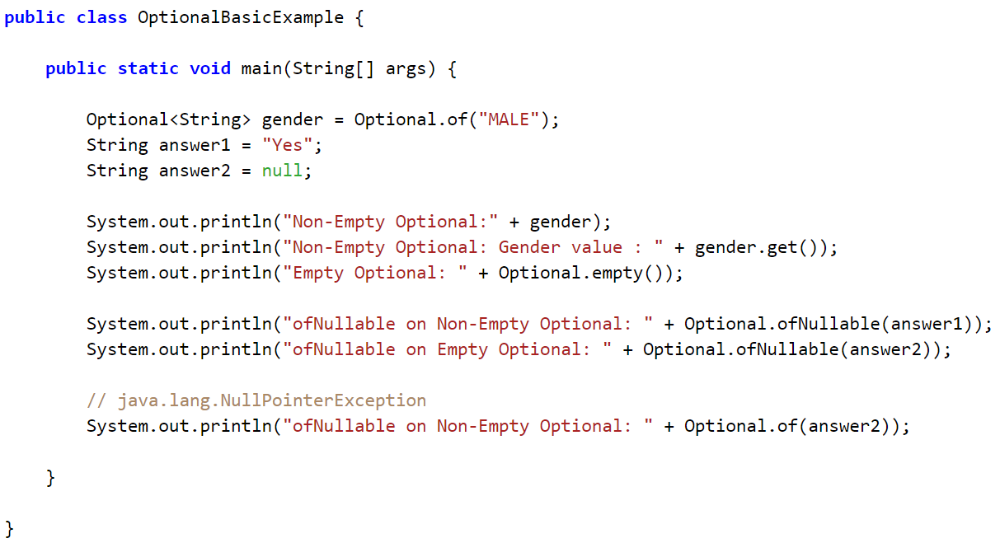 public class OptionalBasicExample {
public static void main(String[] args) {
Optional<String> gender = Optional.of("MALE");
String answer1 = "Yes";
String answer2 = null;
System.out.println("Non-Empty Optional:" + gender);
System.out.println("Non-Empty Optional: Gender value : " + gender.get());
System.out.println("Empty Optional: " + Optional.empty());
System.out.println("ofNullable on Non-Empty Optional: " + Optional.ofNullable(answer1));
System.out.println("ofNullable on Empty Optional: " + Optional.ofNullable(answer2));
// java.lang.NullPointerException
System.out.println("ofNullable on Non-Empty Optional: " + Optional.of(answer2));
}
}